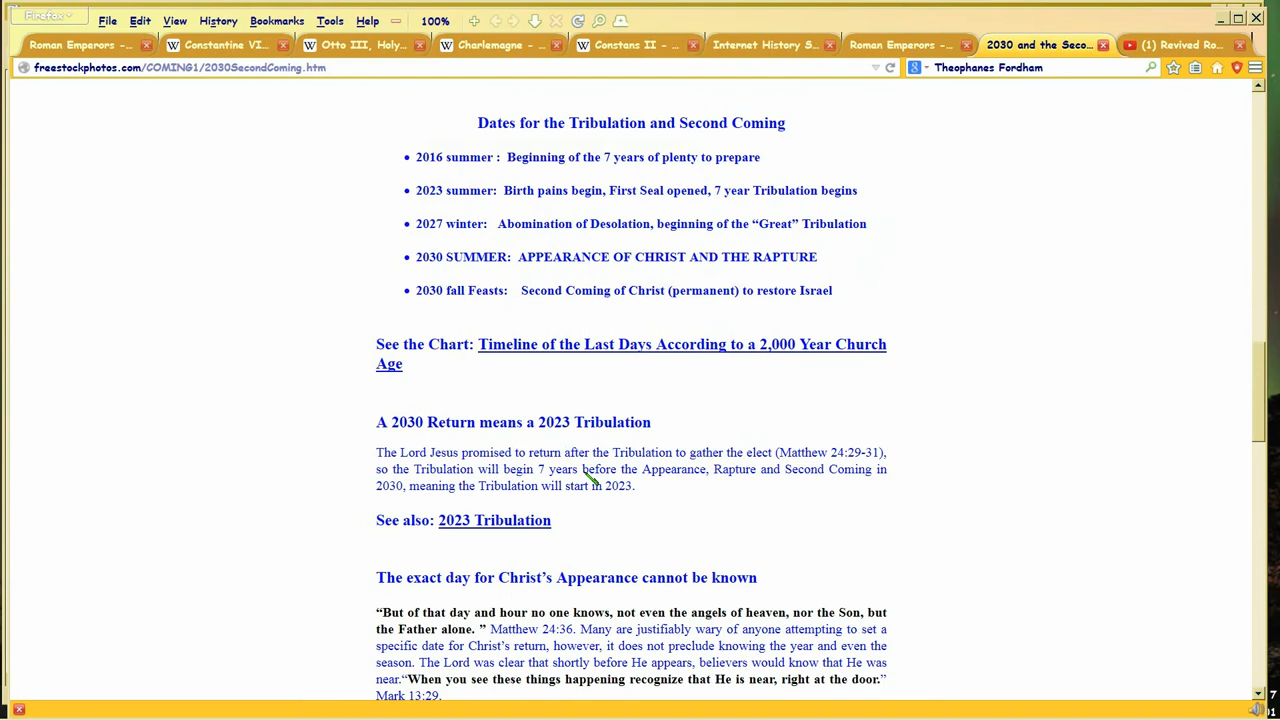 Firefox
File Edit View History Bookmarks Tools Help 100%
Roman Emperors -... Constantine VI... Otto III, Holy... Charlemagne - ... Constans II - ... Internet History S... Roman Emperors -... 2030 and the Seco... (1) Revived Ro...
freestockphotos.com/COMING1/2030SecondComing.htm Theophanes Fordham
Dates for the Tribulation and Second Coming
• 2016 summer : Beginning of the 7 years of plenty to prepare
• 2023 summer: Birth pains begin, First Seal opened, 7 year Tribulation begins
• 2027 winter: Abomination of Desolation, beginning of the “Great” Tribulation
• 2030 SUMMER: APPEARANCE OF CHRIST AND THE RAPTURE
• 2030 fall Feasts: Second Coming of Christ (permanent) to restore Israel
See the Chart: Timeline of the Last Days According to a 2,000 Year Church
Age
A 2030 Return means a 2023 Tribulation
The Lord Jesus promised to return after the Tribulation to gather the elect (Matthew 24:29-31),
so the Tribulation will begin 7 years before the Appearance, Rapture and Second Coming in
2030, meaning the Tribulation will start in 2023.
See also: 2023 Tribulation
The exact day for Christ’s Appearance cannot be known
“But of that day and hour no one knows, not even the angels of heaven, nor the Son, but
the Father alone. ” Matthew 24:36. Many are justifiably wary of anyone attempting to set a
specific date for Christ’s return, however, it does not preclude knowing the year and even the
season. The Lord was clear that shortly before He appears, believers would know that He was
near.“When you see these things happening recognize that He is near, right at the door.”
Mark 13:29.